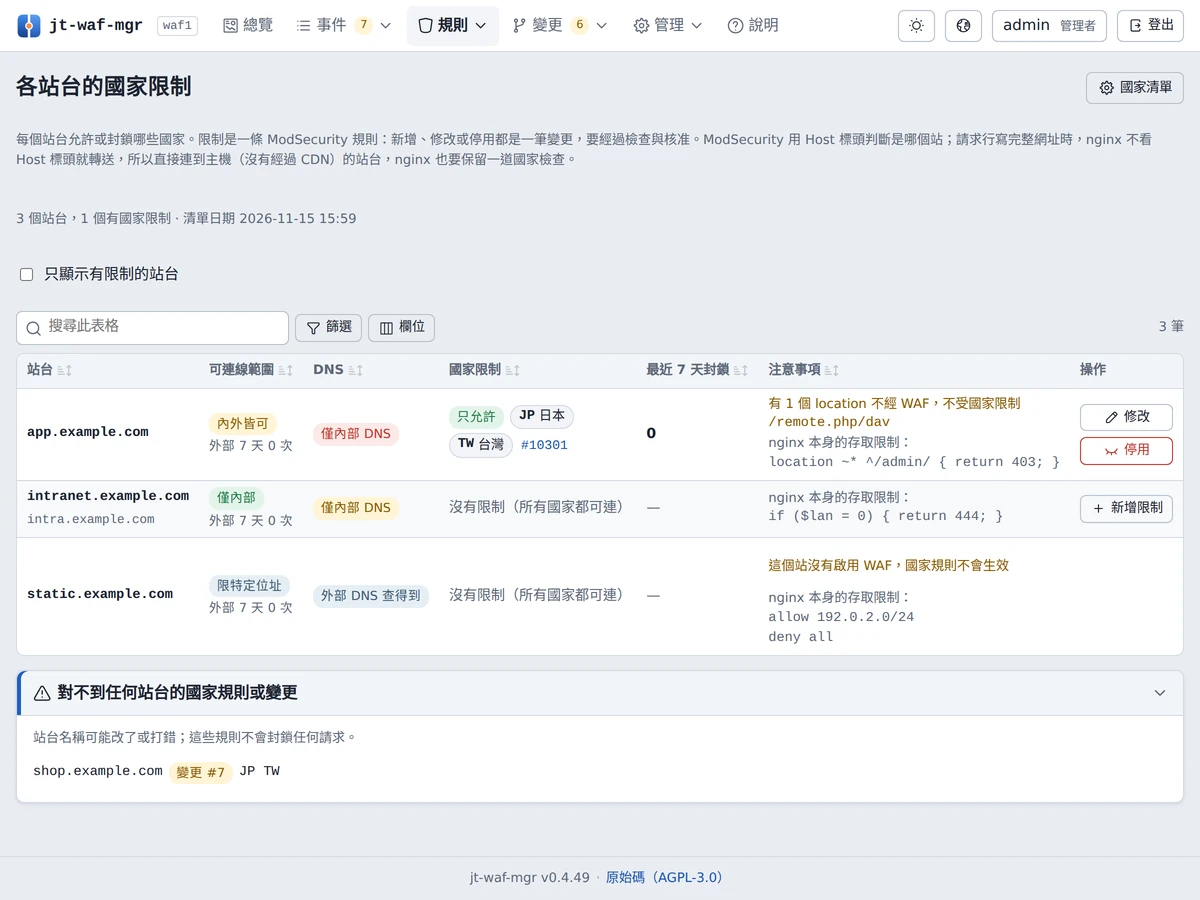 jt-waf-mgr waf1 總覽 事件 7 規則 變更 6 管理 說明 admin 管理者 登出
各站台的國家限制 國家清單
每個站台允許或封鎖哪些國家。限制是一條 ModSecurity 規則：新增、修改或停用都是一筆變更，要經過檢查與核准。ModSecurity 用 Host 標頭判斷是哪個站；請求行寫完整網址時，nginx 不看
Host 標頭就轉送，所以直接連到主機（沒有經過 CDN）的站台，nginx 也要保留一道國家檢查。
3 個站台，1 個有國家限制 · 清單日期 2026-11-15 15:59
只顯示有限制的站台
搜尋此表格 篩選 欄位 3 筆
站台 可連線範圍 DNS 國家限制 最近 7 天封鎖 注意事項 操作
app.example.com
內外皆可
外部 7 天 0 次
僅內部 DNS
只允許 JP 日本
TW 台灣 #10301
0
有 1 個 location 不經 WAF，不受國家限制
/remote.php/dav
nginx 本身的存取限制：
location ~* ^/admin/ { return 403; }
修改
停用
intranet.example.com
intra.example.com
僅內部
外部 7 天 0 次
僅內部 DNS
沒有限制（所有國家都可連）
—
nginx 本身的存取限制：
if ($lan = 0) { return 444; }
新增限制
static.example.com
限特定位址
外部 7 天 0 次
外部 DNS 查得到
沒有限制（所有國家都可連）
—
這個站沒有啟用 WAF，國家規則不會生效
nginx 本身的存取限制：
allow 192.0.2.0/24
deny all
對不到任何站台的國家規則或變更
站台名稱可能改了或打錯；這些規則不會封鎖任何請求。
shop.example.com 變更 #7 JP TW
jt-waf-mgr v0.4.49 · 原始碼（AGPL-3.0）